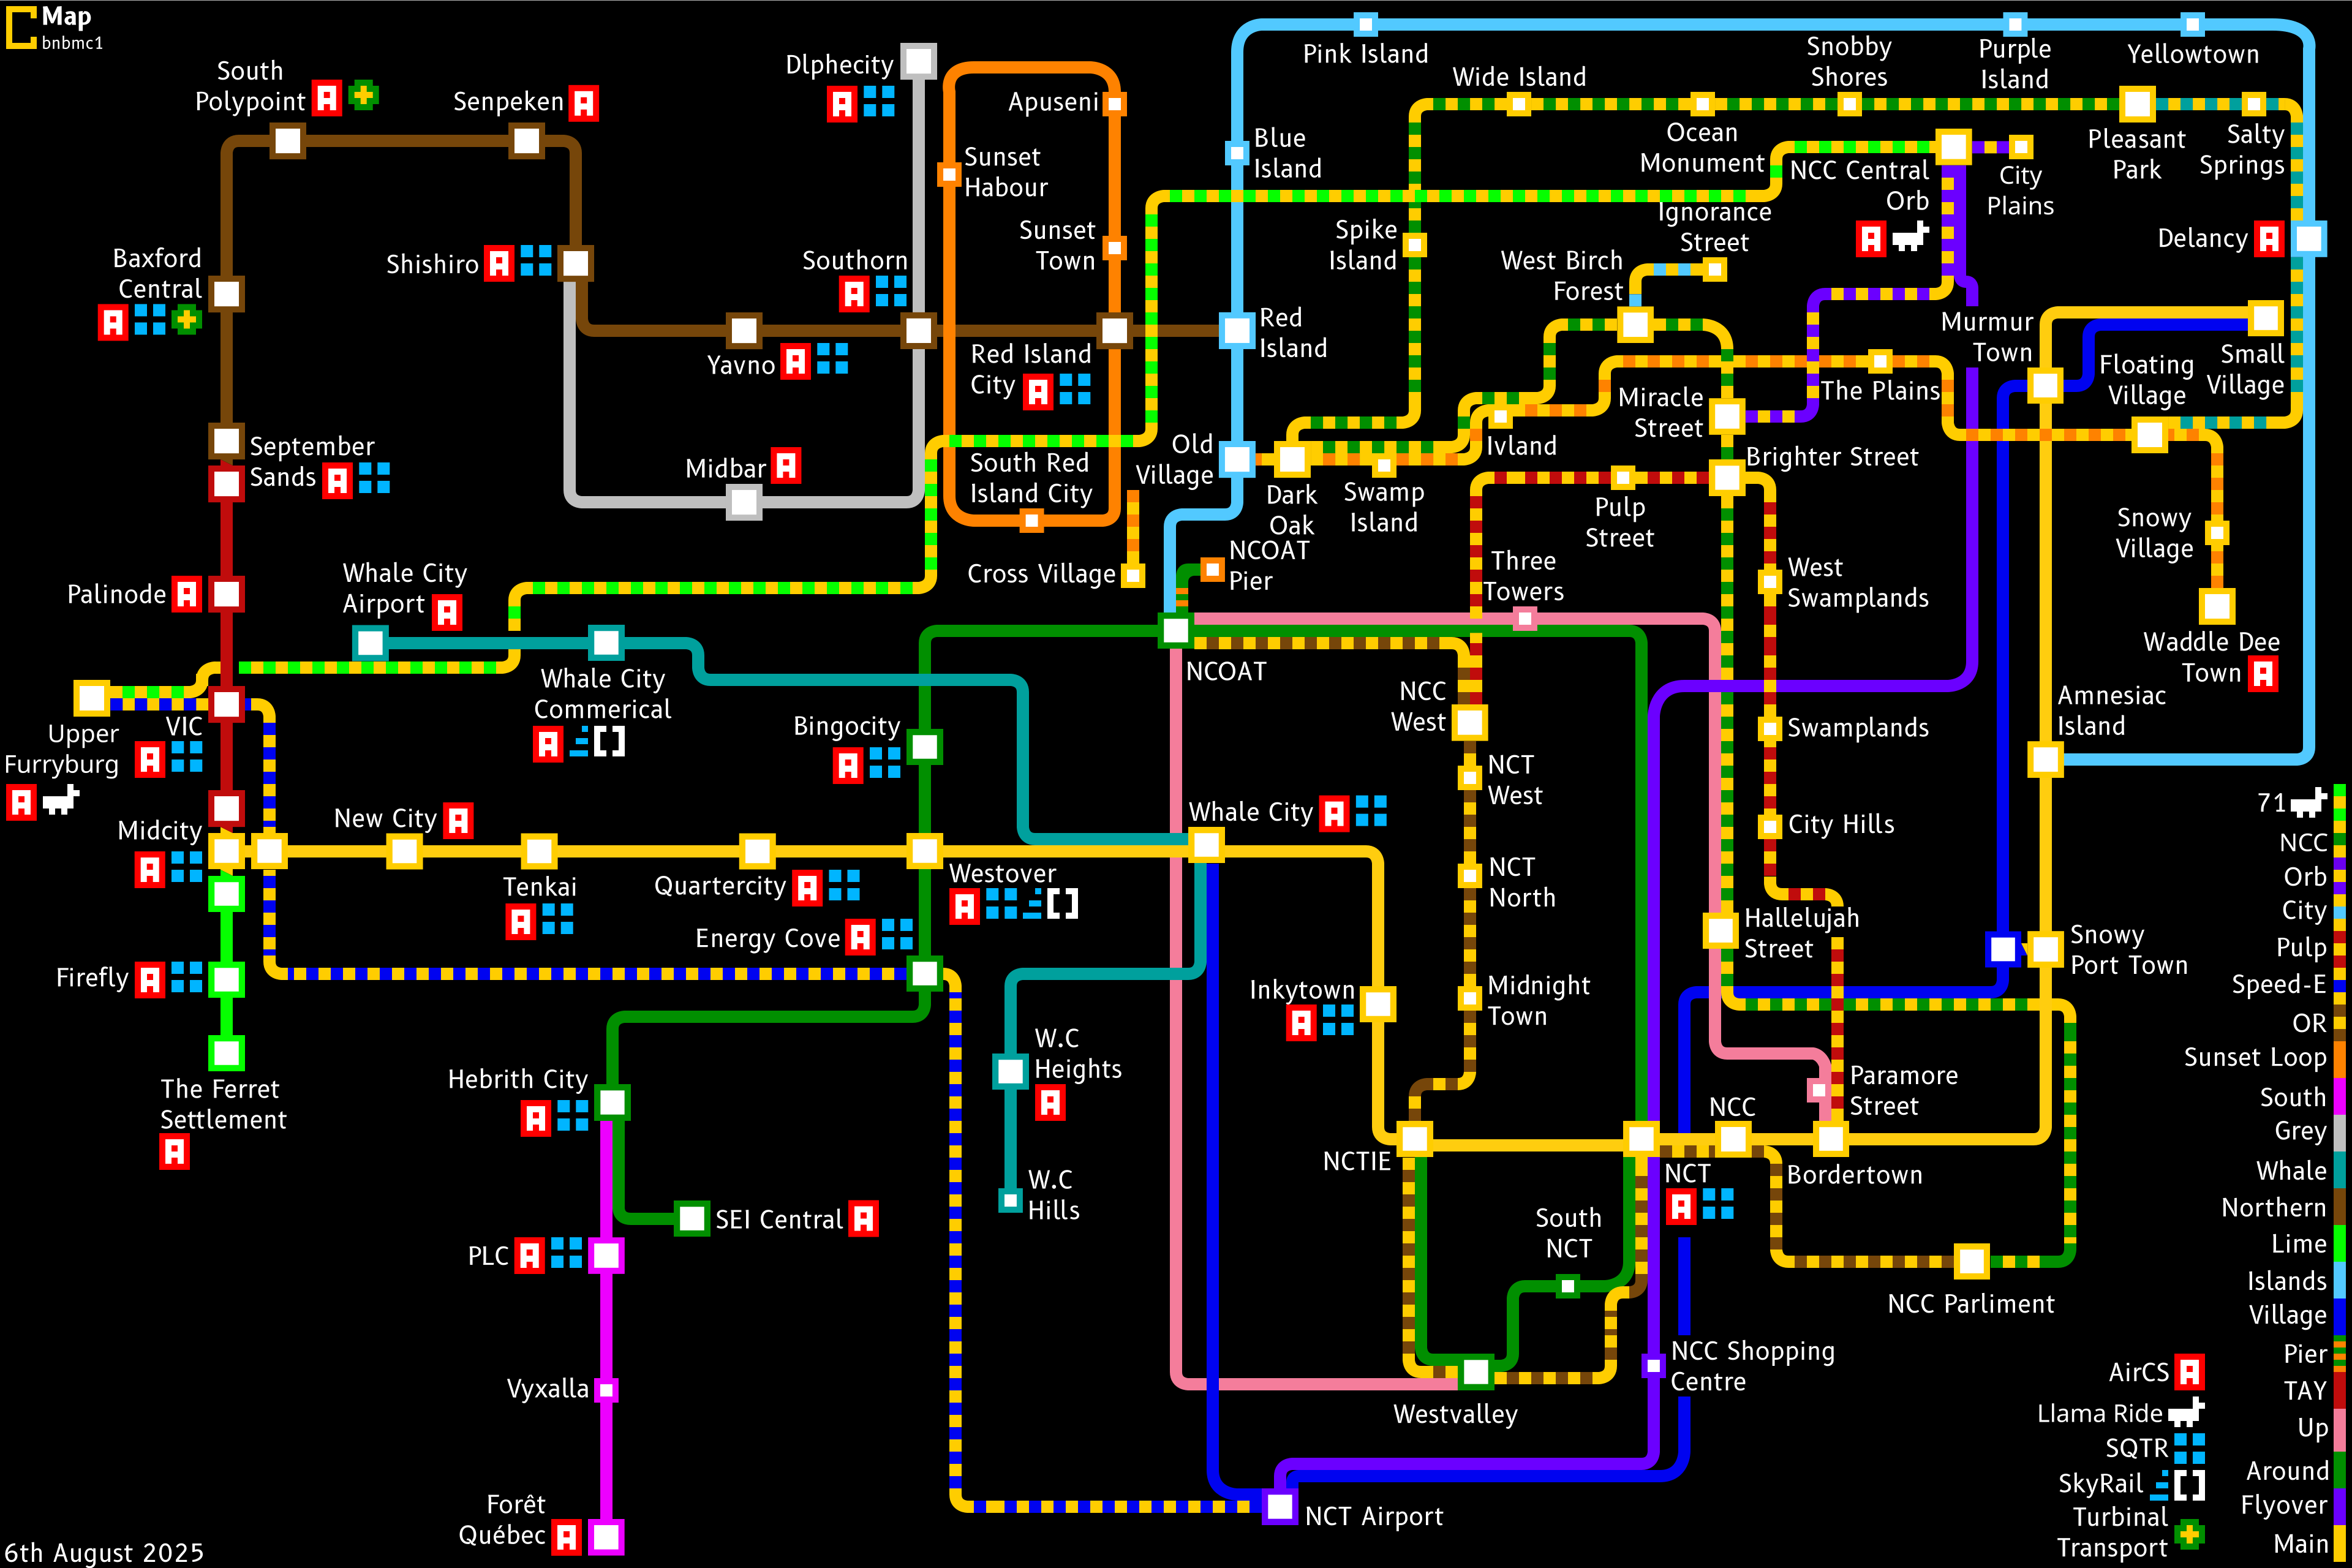 Map
bnbmc1
South
Polypoint
Senpeken
Dlphecity
Apuseni
Sunset
Habour
Sunset
Town
Pink Island
Blue
Island
Wide Island
Snobby
Shores
Purple
Island
Yellowtown
Ocean
Monument
NCC Central
Orb
City
Plains
Pleasant
Park
Salty
Springs
Baxford
Central
Shishiro
Southorn
Spike
Island
West Birch
Forest
Ignorance
Street
Delancy
Yavno
Red Island
City
Red
Island
Murmur
Town
Floating
Village
Small
Village
Miracle
Street
The Plains
September
Sands
Midbar
South Red
Island City
Old
Village
Dark
Oak
Swamp
Island
Ivland
Brighter Street
Pulp
Street
Snowy
Village
Palinode
Whale City
Airport
Cross Village
NCOAT
Pier
Three
Towers
West
Swamplands
Waddle Dee
Town
NCOAT
Upper
Furryburg
VIC
Whale City
Commerical
Bingocity
NCC
West
Swamplands
Amnesiac
Island
NCT
West
Midcity
New City
Tenkai
Quartercity
Westover
Whale City
City Hills
NCT
North
Energy Cove
Hallelujah
Street
Snowy
Port Town
Firefly
Inkytown
Midnight
Town
The Ferret
Settlement
Hebrith City
W.C
Heights
Paramore
Street
NCC
NCTIE
NCT
Bordertown
SEI Central
W.C
Hills
South
NCT
PLC
NCC Parliment
Vyxalla
NCC Shopping
Centre
Westvalley
Forêt
Québec
NCT Airport
6th August 2025
71
NCC
Orb
City
Pulp
Speed-E
OR
Sunset Loop
South
Grey
Whale
Northern
Lime
Islands
Village
Pier
TAY
Up
Around
Flyover
Main
AirCS
Llama Ride
SQTR
SkyRail
Turbinal
Transport